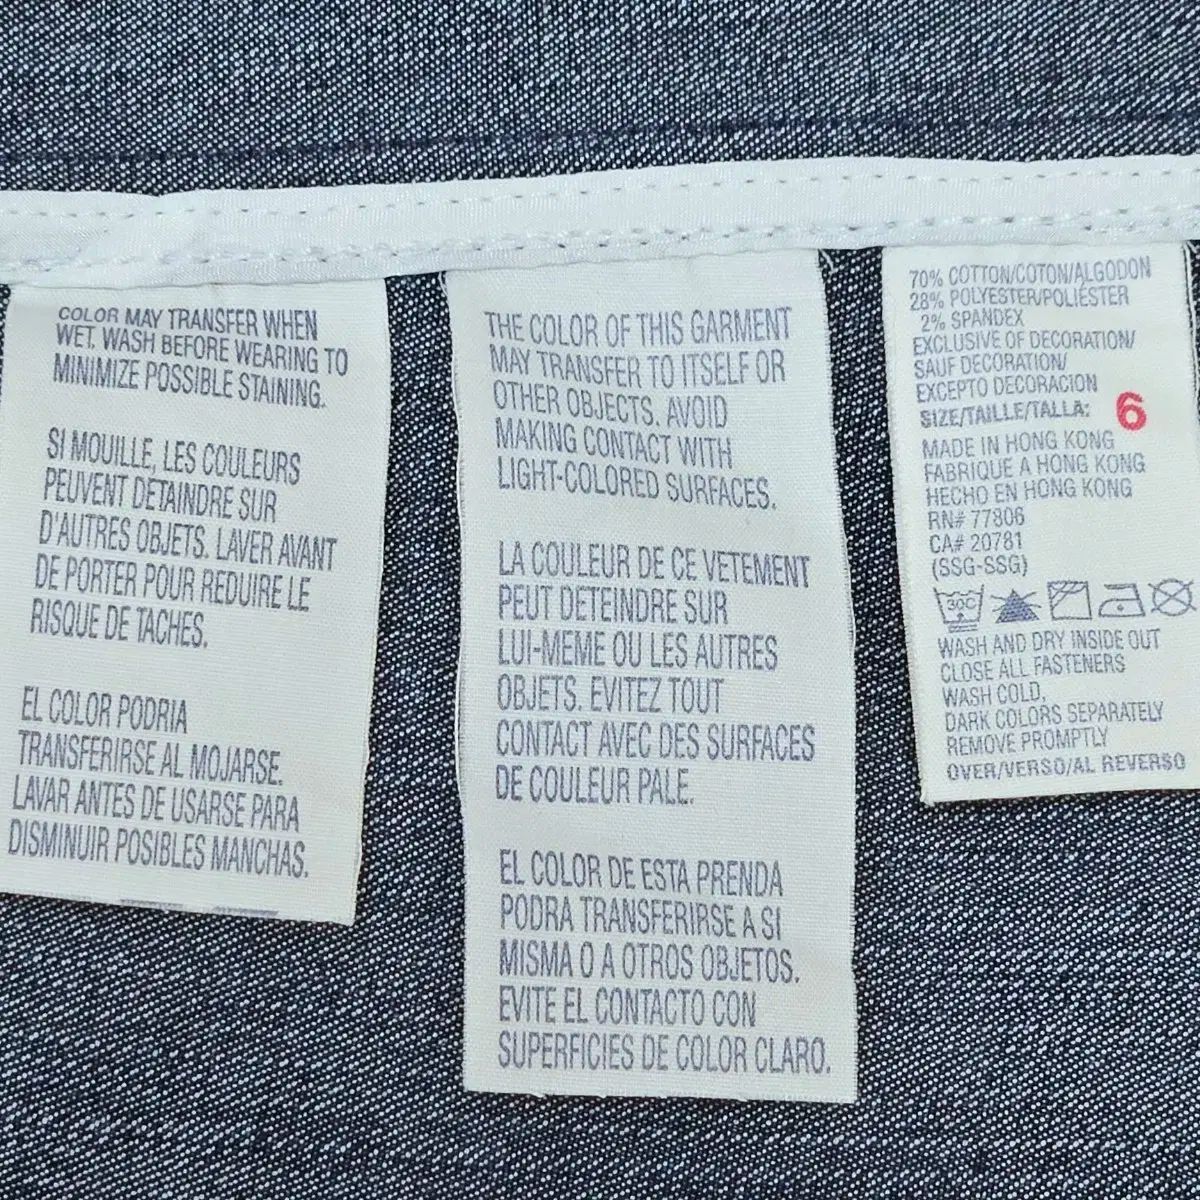 COLOR MAY TRANSFER WHEN
WET. WASH BEFORE WEARING TO
MINIMIZE POSSIBLE STAINING.
SI MOUILLE, LES COULEURS
PEUVENT DETAINDRE SUR
D'AUTRES OBJETS. LAVER AVANT
DE PORTER POUR REDUIRE LE
RISQUE DE TACHES.
EL COLOR PODRIA
TRANSFERIRSE AL MOJARSE.
LAVAR ANTES DE USARSE PARA
DISMINUIR POSIBLES MANCHAS.
THE COLOR OF THIS GARMENT
MAY TRANSFER TO ITSELF OR
OTHER OBJECTS. AVOID
MAKING CONTACT WITH
LIGHT-COLORED SURFACES.
LA COULEUR DE CE VETEMENT
PEUT DETEINDRE SUR
LUI-MEME OU LES AUTRES
OBJETS. EVITEZ TOUT
CONTACT AVEC DES SURFACES
DE COULEUR PALE.
EL COLOR DE ESTA PRENDA
PODRA TRANSFERIRSE A SI
MISMA O A OTROS OBJETOS.
EVITE EL CONTACTO CON
SUPERFICIES DE COLOR CLARO.
70% COTTON/COTON/ALGODON
28% POLYESTER/POLIÉSTER
2% SPANDEX
EXCLUSIVE OF DECORATION/
SAUF DECORATION/
EXCEPTO DECORACION
SIZE/TAILLE/TALLA: 6
MADE IN HONG KONG
FABRIQUE A HONG KONG
HECHO EN HONG KONG
RN# 77806
CA# 20781
(SSG-SSG)
30C
WASH AND DRY INSIDE OUT
CLOSE ALL FASTENERS
WASH COLD,
DARK COLORS SEPARATELY
REMOVE PROMPTLY
OVER/VERSO/AL REVERSO